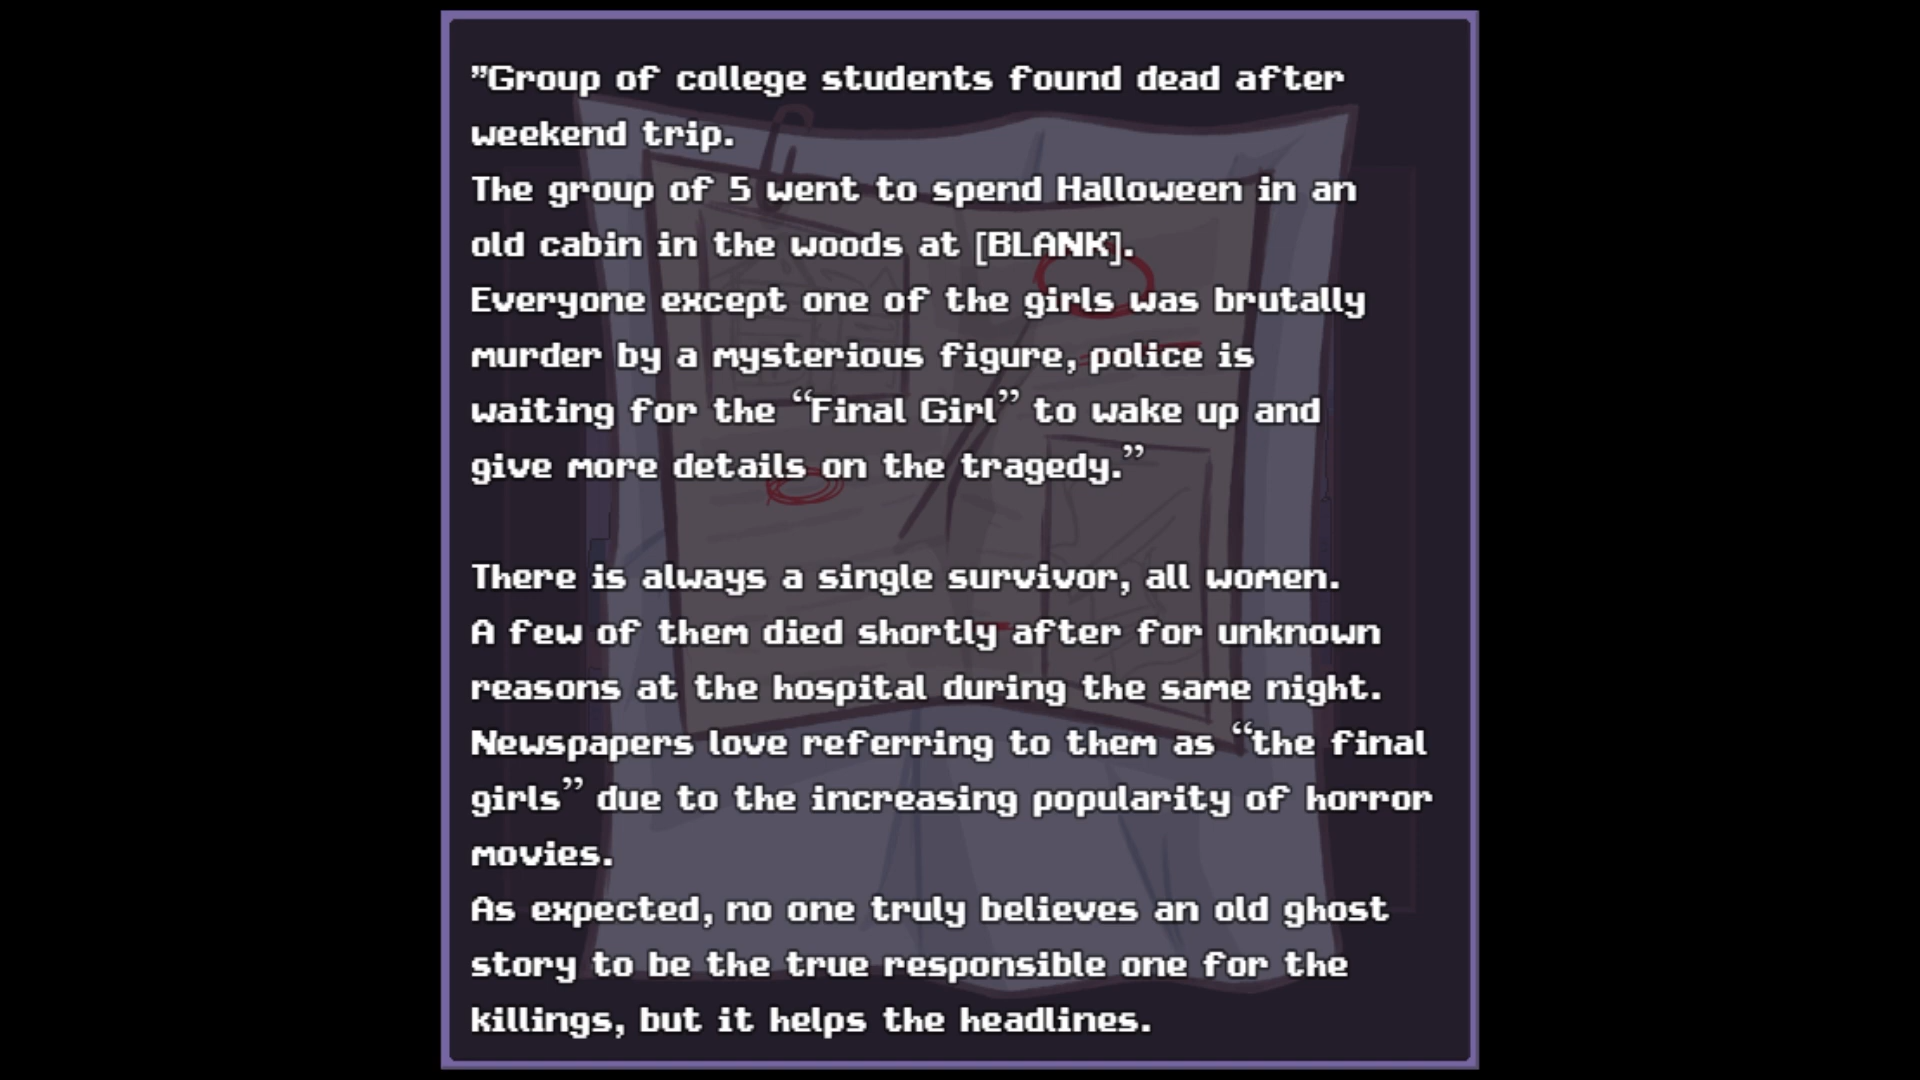 ”Group of college students found dead after
weekend trip.
The group of 5 went to spend Halloween in an
old cabin in the woods at [BLANK].
Everyone except one of the girls was brutally
murder by a mysterious figure, police is
waiting for the “Final Girl” to wake up and
give more details on the tragedy.”
There is always a single survivor, all women.
A few of them died shortly after for unknown
reasons at the hospital during the same night.
Newspapers love referring to them as “the final
girls” due to the increasing popularity of horror
movies.
As expected, no one truly believes an old ghost
story to be the true responsible one for the
killings, but it helps the headlines.